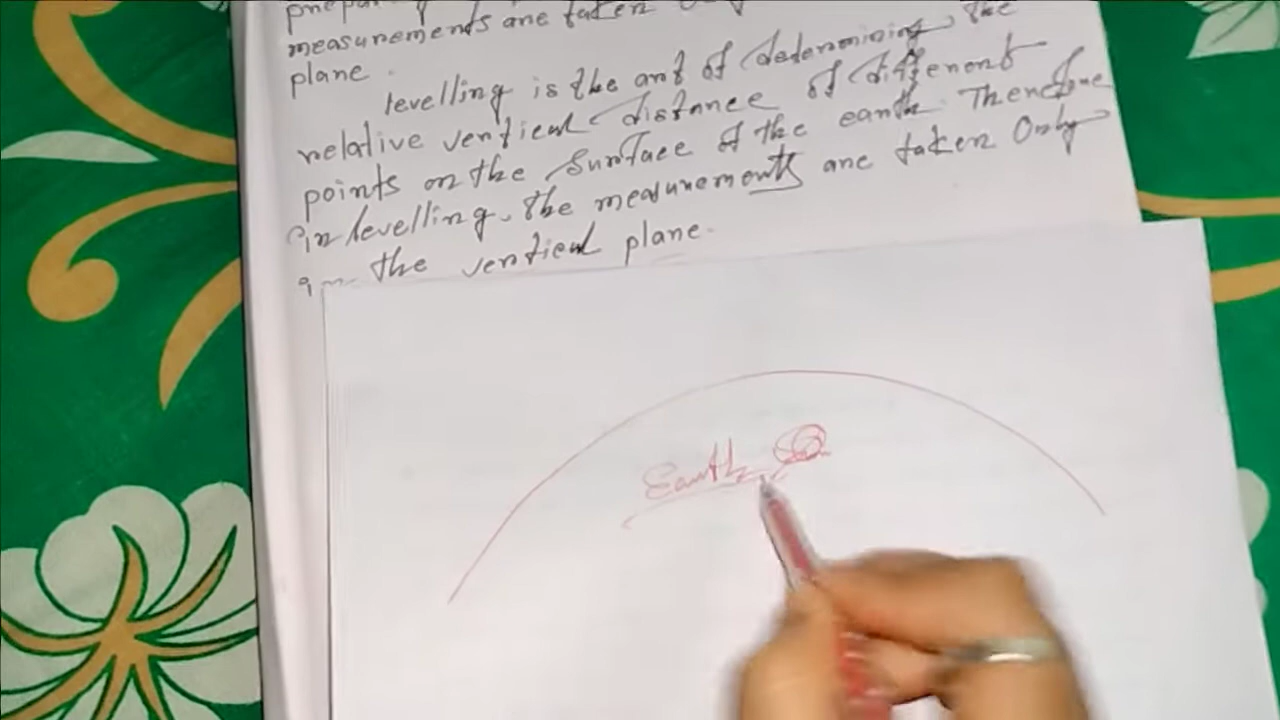 measurements are taken
plane.
levelling is the art of determining the
relative vertical distance of different
points on the surface of the earth. Therefore
in levelling, the measurements are taken Only
in the vertical plane.
Earth